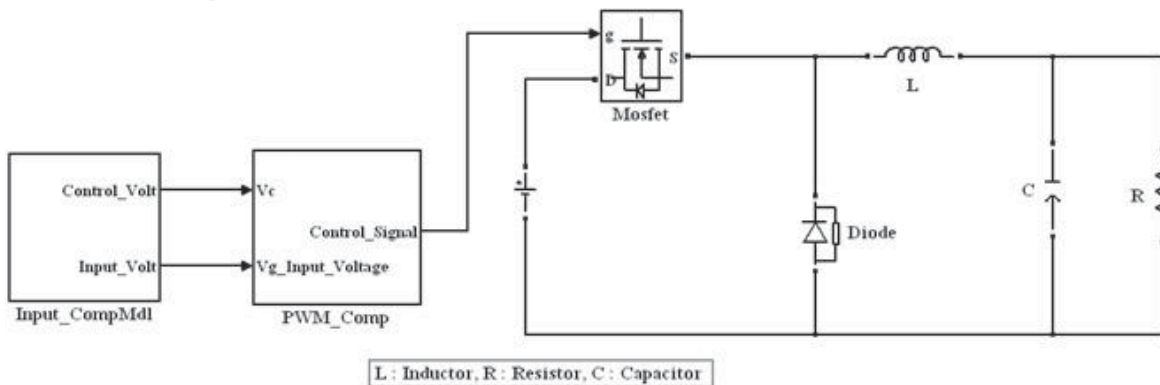 g
S
D
Mosfet
L
Control_Volt
Input_Volt
Input_CompMdl
Vc
Control_Signal
Vg_Input_Voltage
PWM_Comp
+
Diode
C
R
L : Inductor, R : Resistor, C : Capacitor